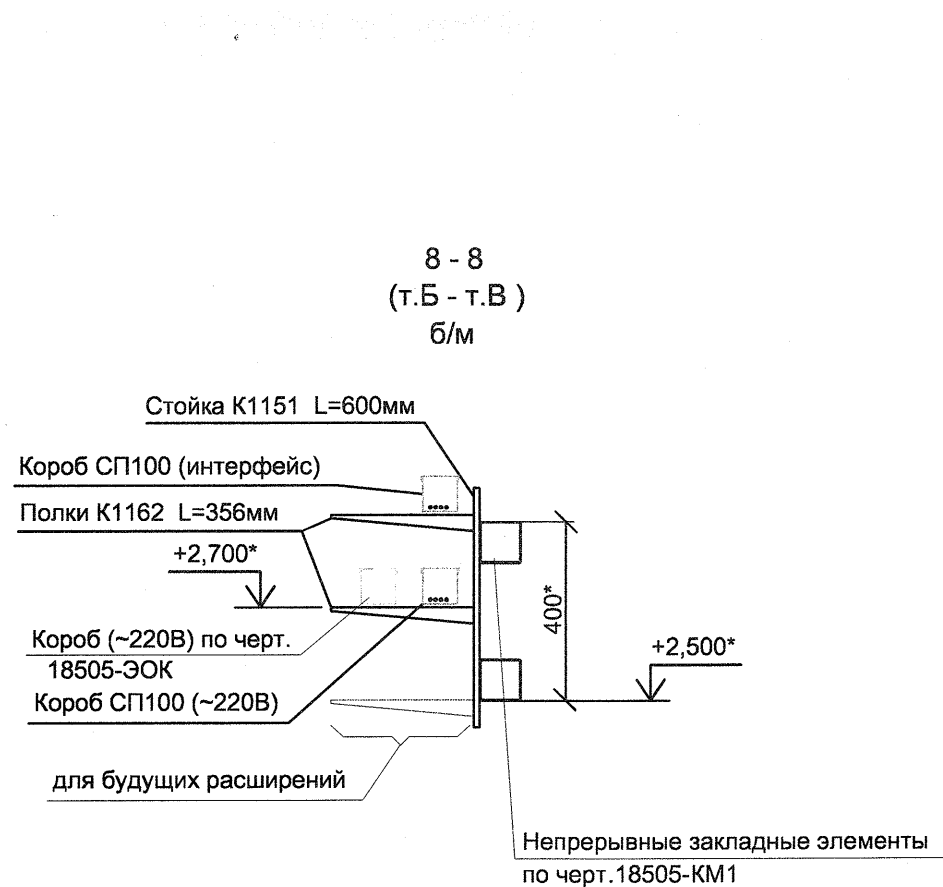 8 - 8
(т.Б - т.В )
б/м
Стойка К1151 L=600мм
Короб СП100 (интерфейс)
Полки К1162 L=356мм
+2,700*
400*
Короб (~220В) по черт.
18505-ЭОК
+2,500*
Короб СП100 (~220В)
для будущих расширений
Непрерывные закладные элементы
по черт.18505-КМ1